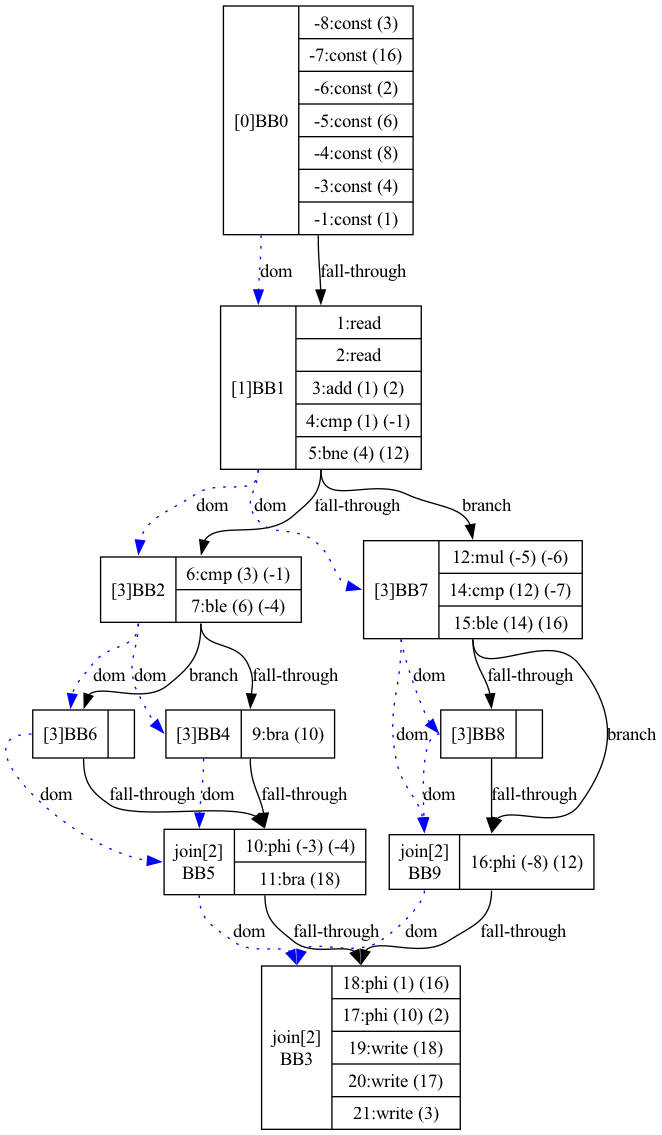 [0]BB0
-8:const (3)
-7:const (16)
-6:const (2)
-5:const (6)
-4:const (8)
-3:const (4)
-1:const (1)
dom
fall-through
[1]BB1
1:read
2:read
3:add (1) (2)
4:cmp (1) (-1)
5:bne (4) (12)
dom
dom
fall-through
branch
[3]BB2
6:cmp (3) (-1)
7:ble (6) (-4)
[3]BB7
12:mul (-5) (-6)
14:cmp (12) (-7)
15:ble (14) (16)
dom
dom
branch
fall-through
dom
fall-through
[3]BB6
[3]BB4
9:bra (10)
dom
[3]BB8
branch
dom
fall-through
dom
fall-through
dom
fall-through
join[2]
BB5
10:phi (-3) (-4)
11:bra (18)
join[2]
BB9
16:phi (-8) (12)
dom
fall-through
dom
fall-through
join[2]
BB3
18:phi (1) (16)
17:phi (10) (2)
19:write (18)
20:write (17)
21:write (3)